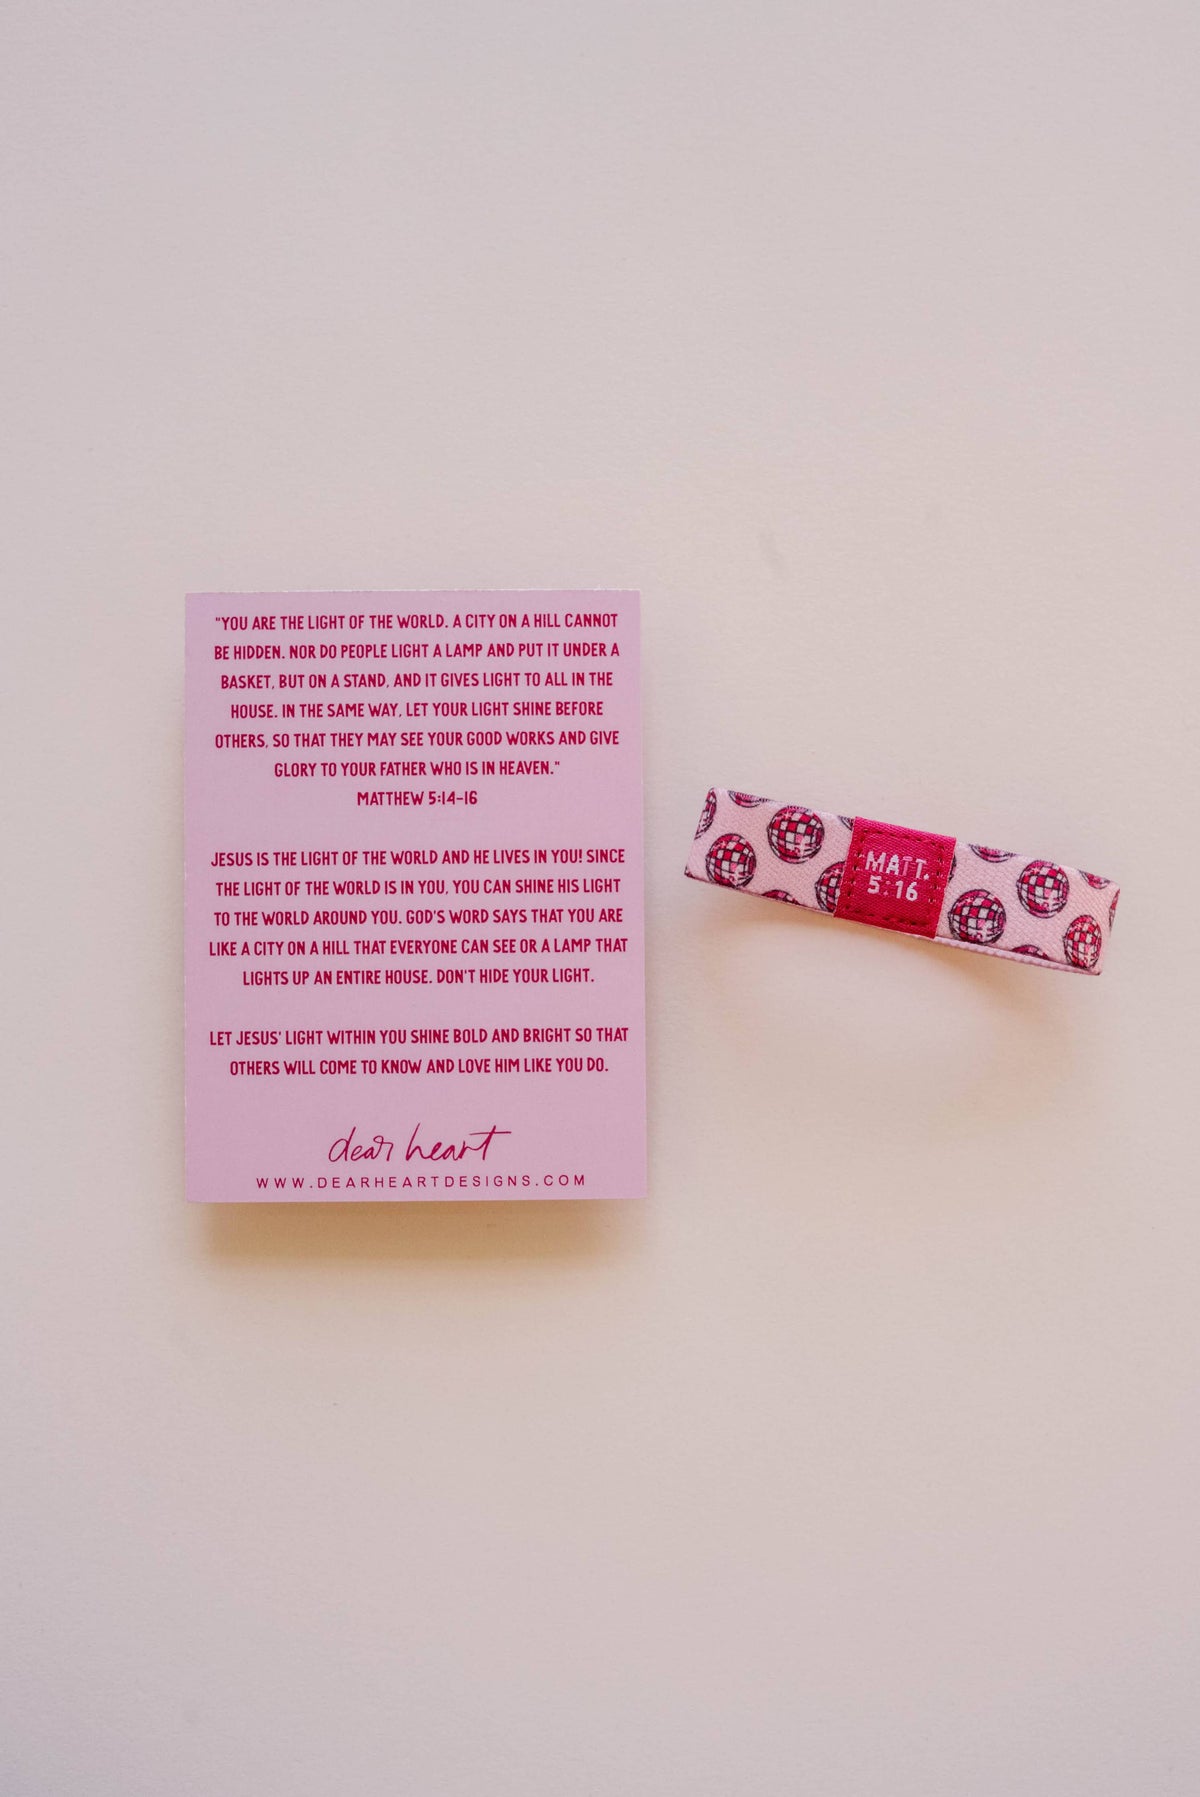 "YOU ARE THE LIGHT OF THE WORLD. A CITY ON A HILL CANNOT
BE HIDDEN. NOR DO PEOPLE LIGHT A LAMP AND PUT IT UNDER A
BASKET, BUT ON A STAND, AND IT GIVES LIGHT TO ALL IN THE
HOUSE. IN THE SAME WAY, LET YOUR LIGHT SHINE BEFORE
OTHERS, SO THAT THEY MAY SEE YOUR GOOD WORKS AND GIVE
GLORY TO YOUR FATHER WHO IS IN HEAVEN."
MATTHEW 5:14-16
JESUS IS THE LIGHT OF THE WORLD AND HE LIVES IN YOU! SINCE
THE LIGHT OF THE WORLD IS IN YOU, YOU CAN SHINE HIS LIGHT
TO THE WORLD AROUND YOU. GOD'S WORD SAYS THAT YOU ARE
LIKE A CITY ON A HILL THAT EVERYONE CAN SEE OR A LAMP THAT
LIGHTS UP AN ENTIRE HOUSE. DON'T HIDE YOUR LIGHT.
LET JESUS' LIGHT WITHIN YOU SHINE BOLD AND BRIGHT SO THAT
OTHERS WILL COME TO KNOW AND LOVE HIM LIKE YOU DO.
dear heart
WWW.DEARHEARTDESIGNS.COM
MATT.
5:16